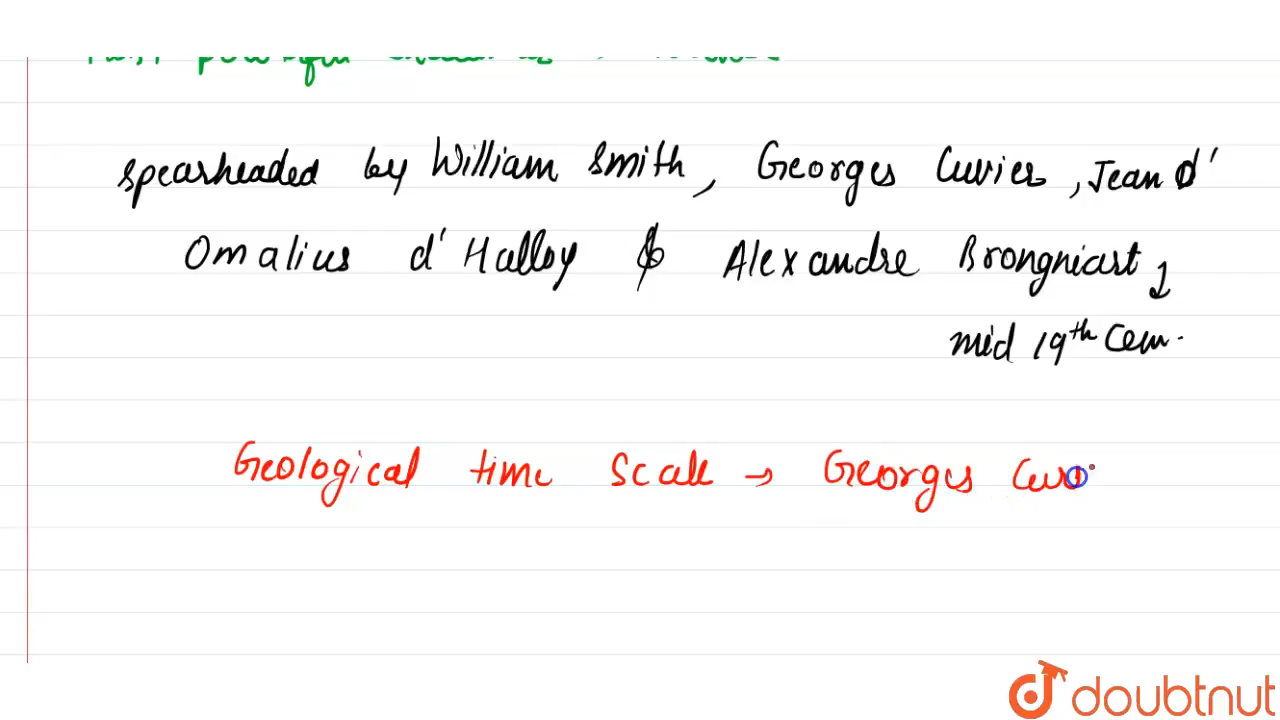 spearheaded by William Smith, Georges Cuvier, Jean d'
Omalius d' Halloy & Alexandre Brongniart
mid 19th Cen.
Geological time Scale → Georges Cuv
doubtnut